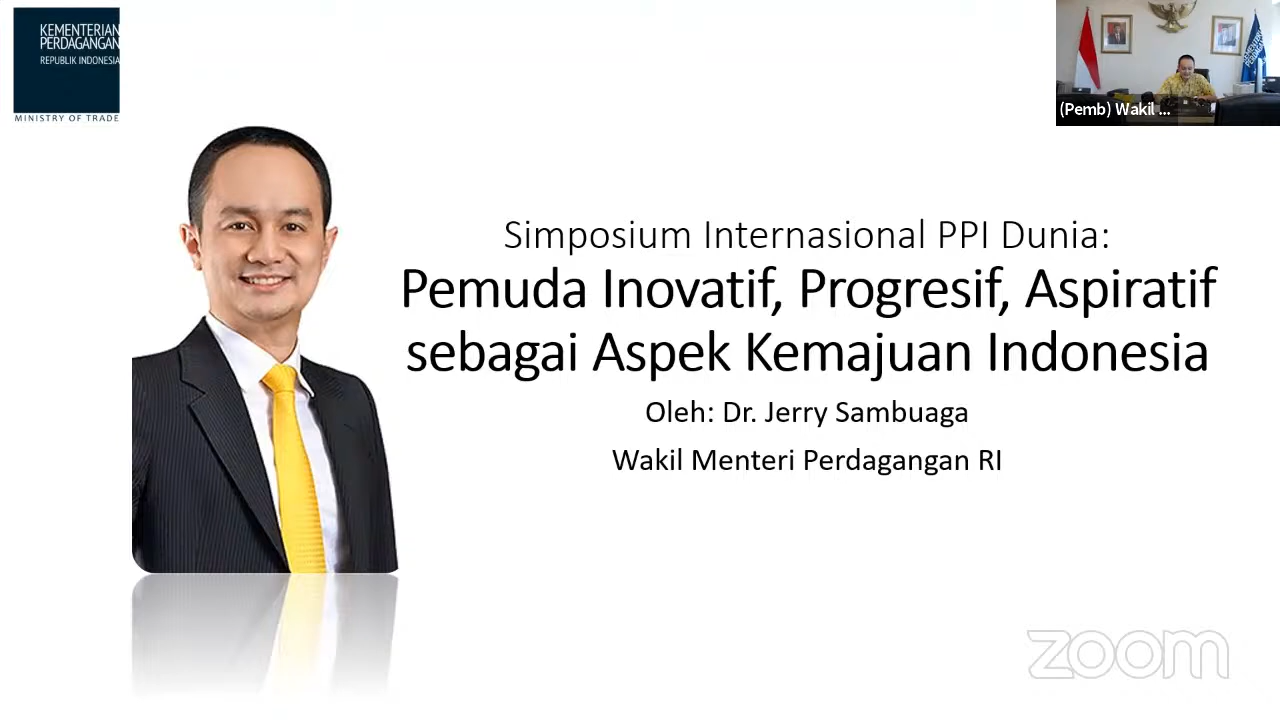 KEMENTERIAN
PERDAGANGAN
REPUBLIK INDONESIA
MINISTRY OF TRADE
(Pemb) Wakil ...
Simposium Internasional PPI Dunia:
Pemuda Inovatif, Progresif, Aspiratif
sebagai Aspek Kemajuan Indonesia
Oleh: Dr. Jerry Sambuaga
Wakil Menteri Perdagangan RI
zoom